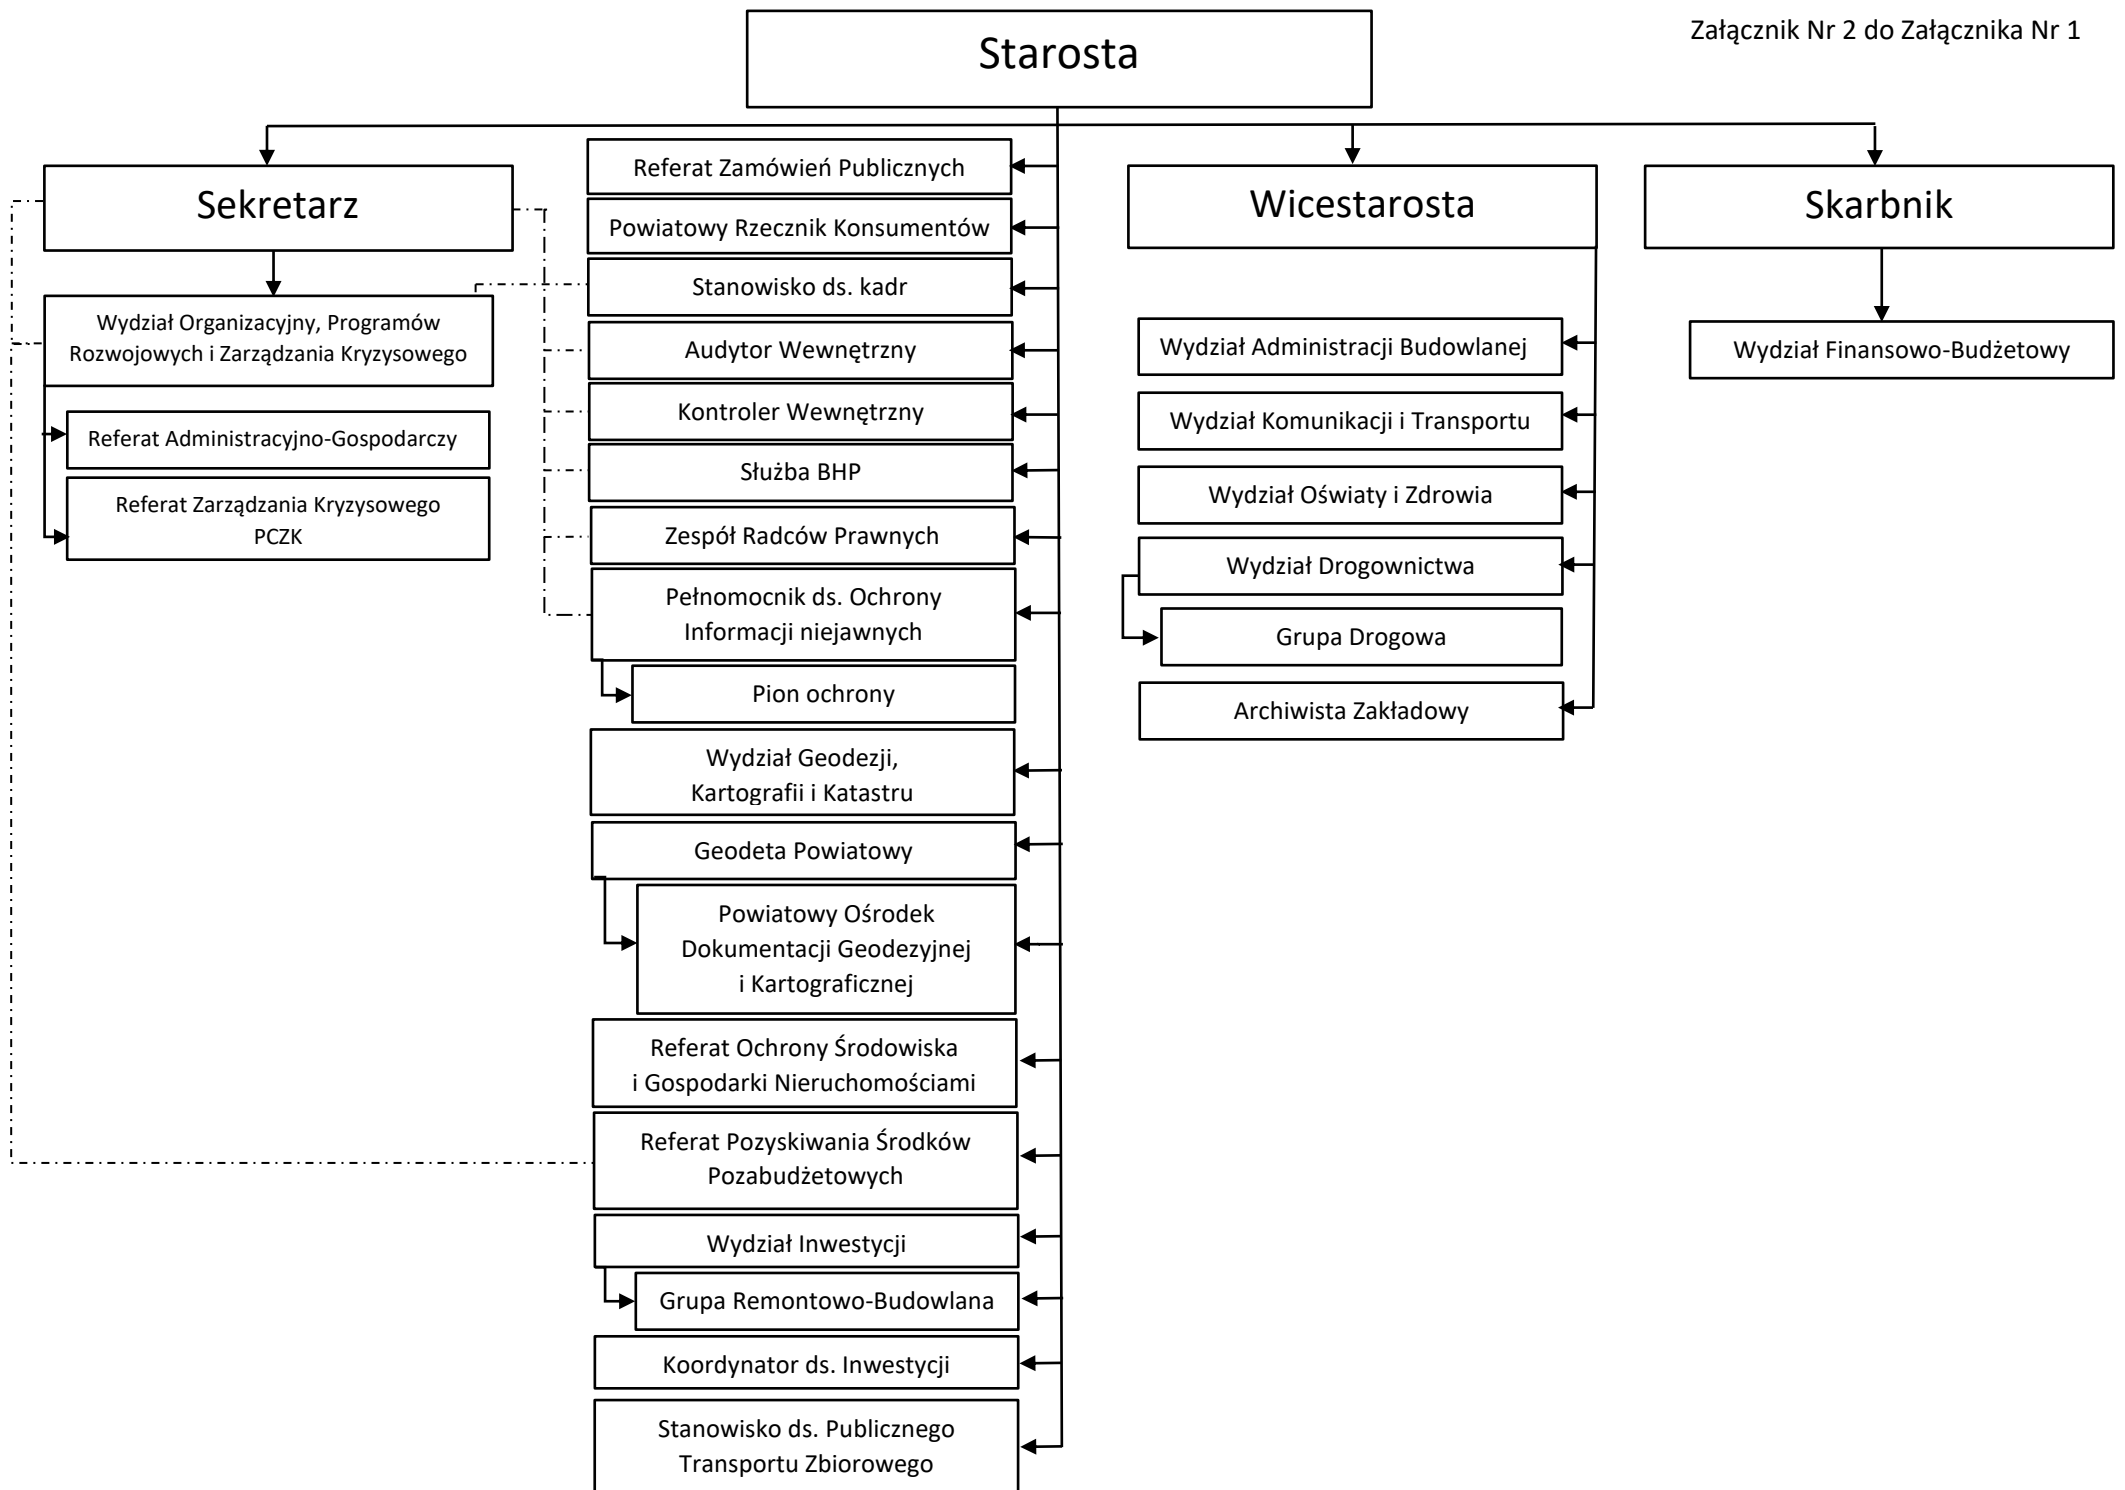 Załącznik Nr 2 do Załącznika Nr 1
Starosta
Sekretarz
Wydział Organizacyjny, Programów
Rozwojowych i Zarządzania Kryzysowego
Referat Administracyjno-Gospodarczy
Referat Zarządzania Kryzysowego
PCZK
Referat Zamówień Publicznych
Powiatowy Rzecznik Konsumentów
Stanowisko ds. kadr
Audytor Wewnętrzny
Kontroler Wewnętrzny
Służba BHP
Zespół Radców Prawnych
Pełnomocnik ds. Ochrony
Informacji niejawnych
Pion ochrony
Wydział Geodezji,
Kartografii i Katastru
Geodeta Powiatowy
Powiatowy Ośrodek
Dokumentacji Geodezyjnej
i Kartograficznej
Referat Ochrony Środowiska
i Gospodarki Nieruchomościami
Referat Pozyskiwania Środków
Pozabudżetowych
Wydział Inwestycji
Grupa Remontowo-Budowlana
Koordynator ds. Inwestycji
Stanowisko ds. Publicznego
Transportu Zbiorowego
Wicestarosta
Wydział Administracji Budowlanej
Wydział Komunikacji i Transportu
Wydział Oświaty i Zdrowia
Wydział Drogownictwa
Grupa Drogowa
Archiwista Zakładowy
Skarbnik
Wydział Finansowo-Budżetowy